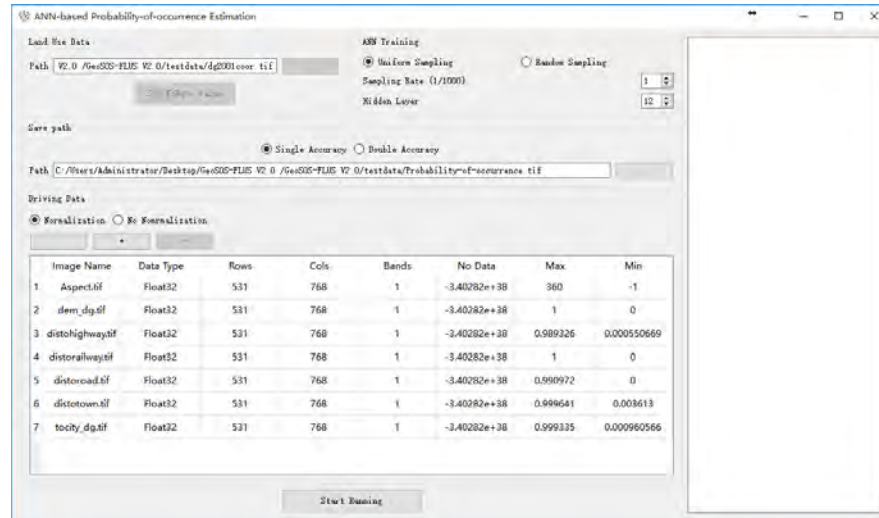 ANN-based Probability-of-occurrence Estimation
Land Use Data
Path V2.0 /GeoSOS-FLUS V2 0/testdata/dg2001coor tif
ANN Training
Uniform Sampling Random Sampling
Sampling Rate (1/1000) 1
Hidden Layer 12
Save path
Single Accuracy Double Accuracy
Path C:/Users/Administrator/Desktop/GeoSOS-FLUS V2 0 /GeoSOS-FLUS V2 0/testdata/Probability-of-occurrence tif
Driving Data
Normalization No Normalization
+ -
Image Name Data Type Rows Cols Bands No Data Max Min
1 Aspect.tif Float32 531 768 1 -3.40282e+38 360 -1
2 dem_dg.tif Float32 531 768 1 -3.40282e+38 1 0
3 distohighway.tif Float32 531 768 1 -3.40282e+38 0.989326 0.000550669
4 distorailway.tif Float32 531 768 1 -3.40282e+38 1 0
5 distoroad.tif Float32 531 768 1 -3.40282e+38 0.990972 0
6 distotown.tif Float32 531 768 1 -3.40282e+38 0.999641 0.003613
7 tocity_dg.tif Float32 531 768 1 -3.40282e+38 0.999335 0.000960566
Start Running